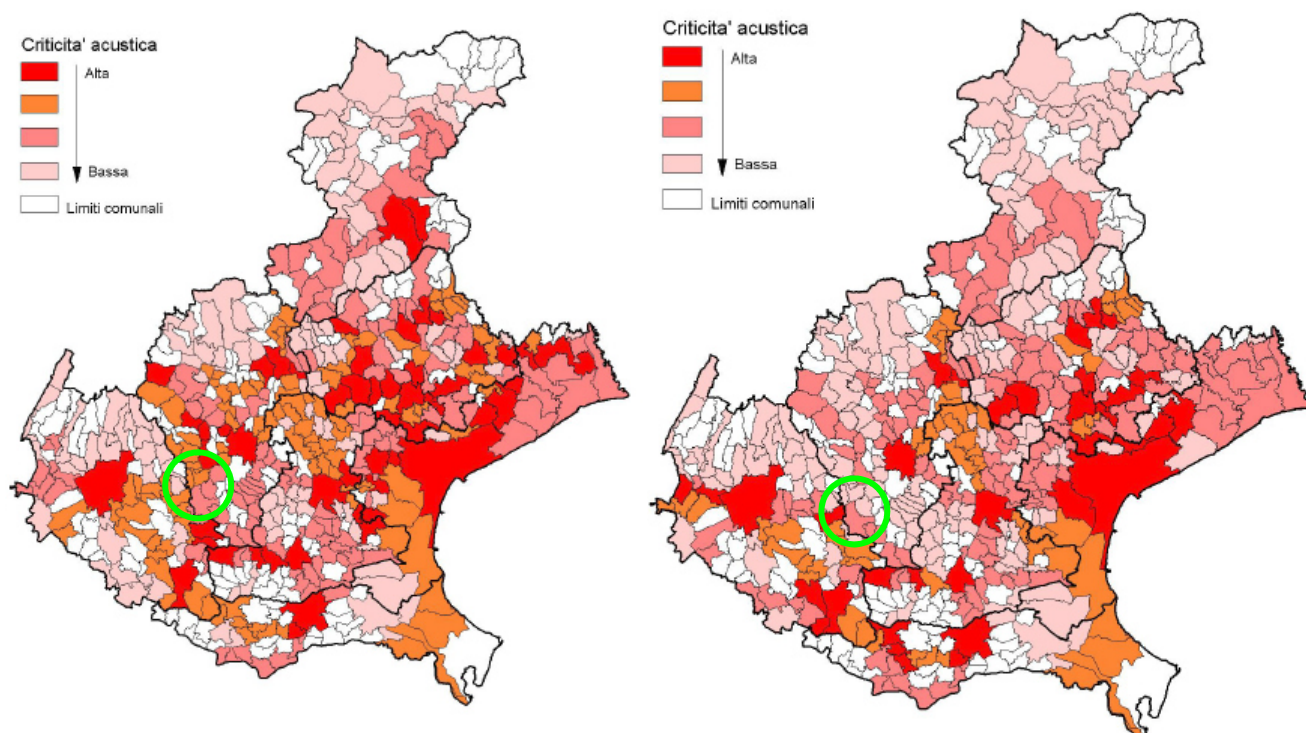 Criticita' acustica
Alta
Bassa
Limiti comunali
Criticita' acustica
Alta
Bassa
Limiti comunali